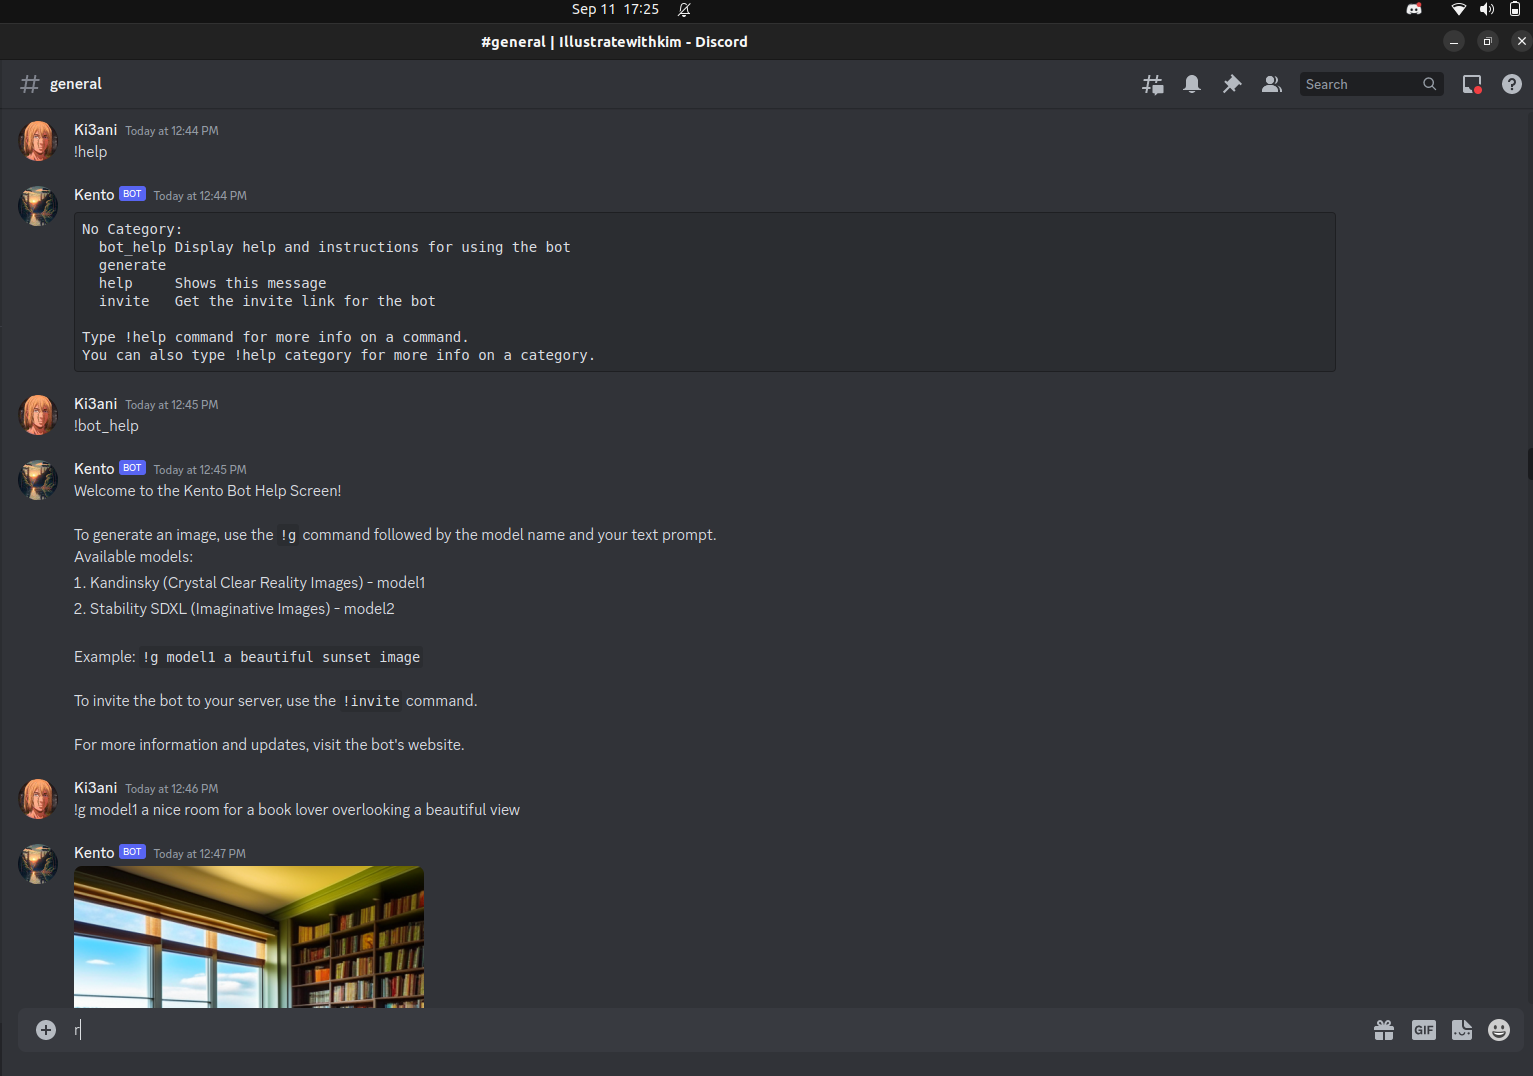 Sep 11 17:25
#general | Illustratewithkim - Discord
general
Search
Ki3ani Today at 12:44 PM
!help
Kento BOT Today at 12:44 PM
No Category:
bot_help Display help and instructions for using the bot
generate
help Shows this message
invite Get the invite link for the bot
Type !help command for more info on a command.
You can also type !help category for more info on a category.
Ki3ani Today at 12:45 PM
!bot_help
Kento BOT Today at 12:45 PM
Welcome to the Kento Bot Help Screen!
To generate an image, use the !g command followed by the model name and your text prompt.
Available models:
1. Kandinsky (Crystal Clear Reality Images) - model1
2. Stability SDXL (Imaginative Images) - model2
Example: !g model1 a beautiful sunset image
To invite the bot to your server, use the !invite command.
For more information and updates, visit the bot's website.
Ki3ani Today at 12:46 PM
!g model1 a nice room for a book lover overlooking a beautiful view
Kento BOT Today at 12:47 PM
r
GIF